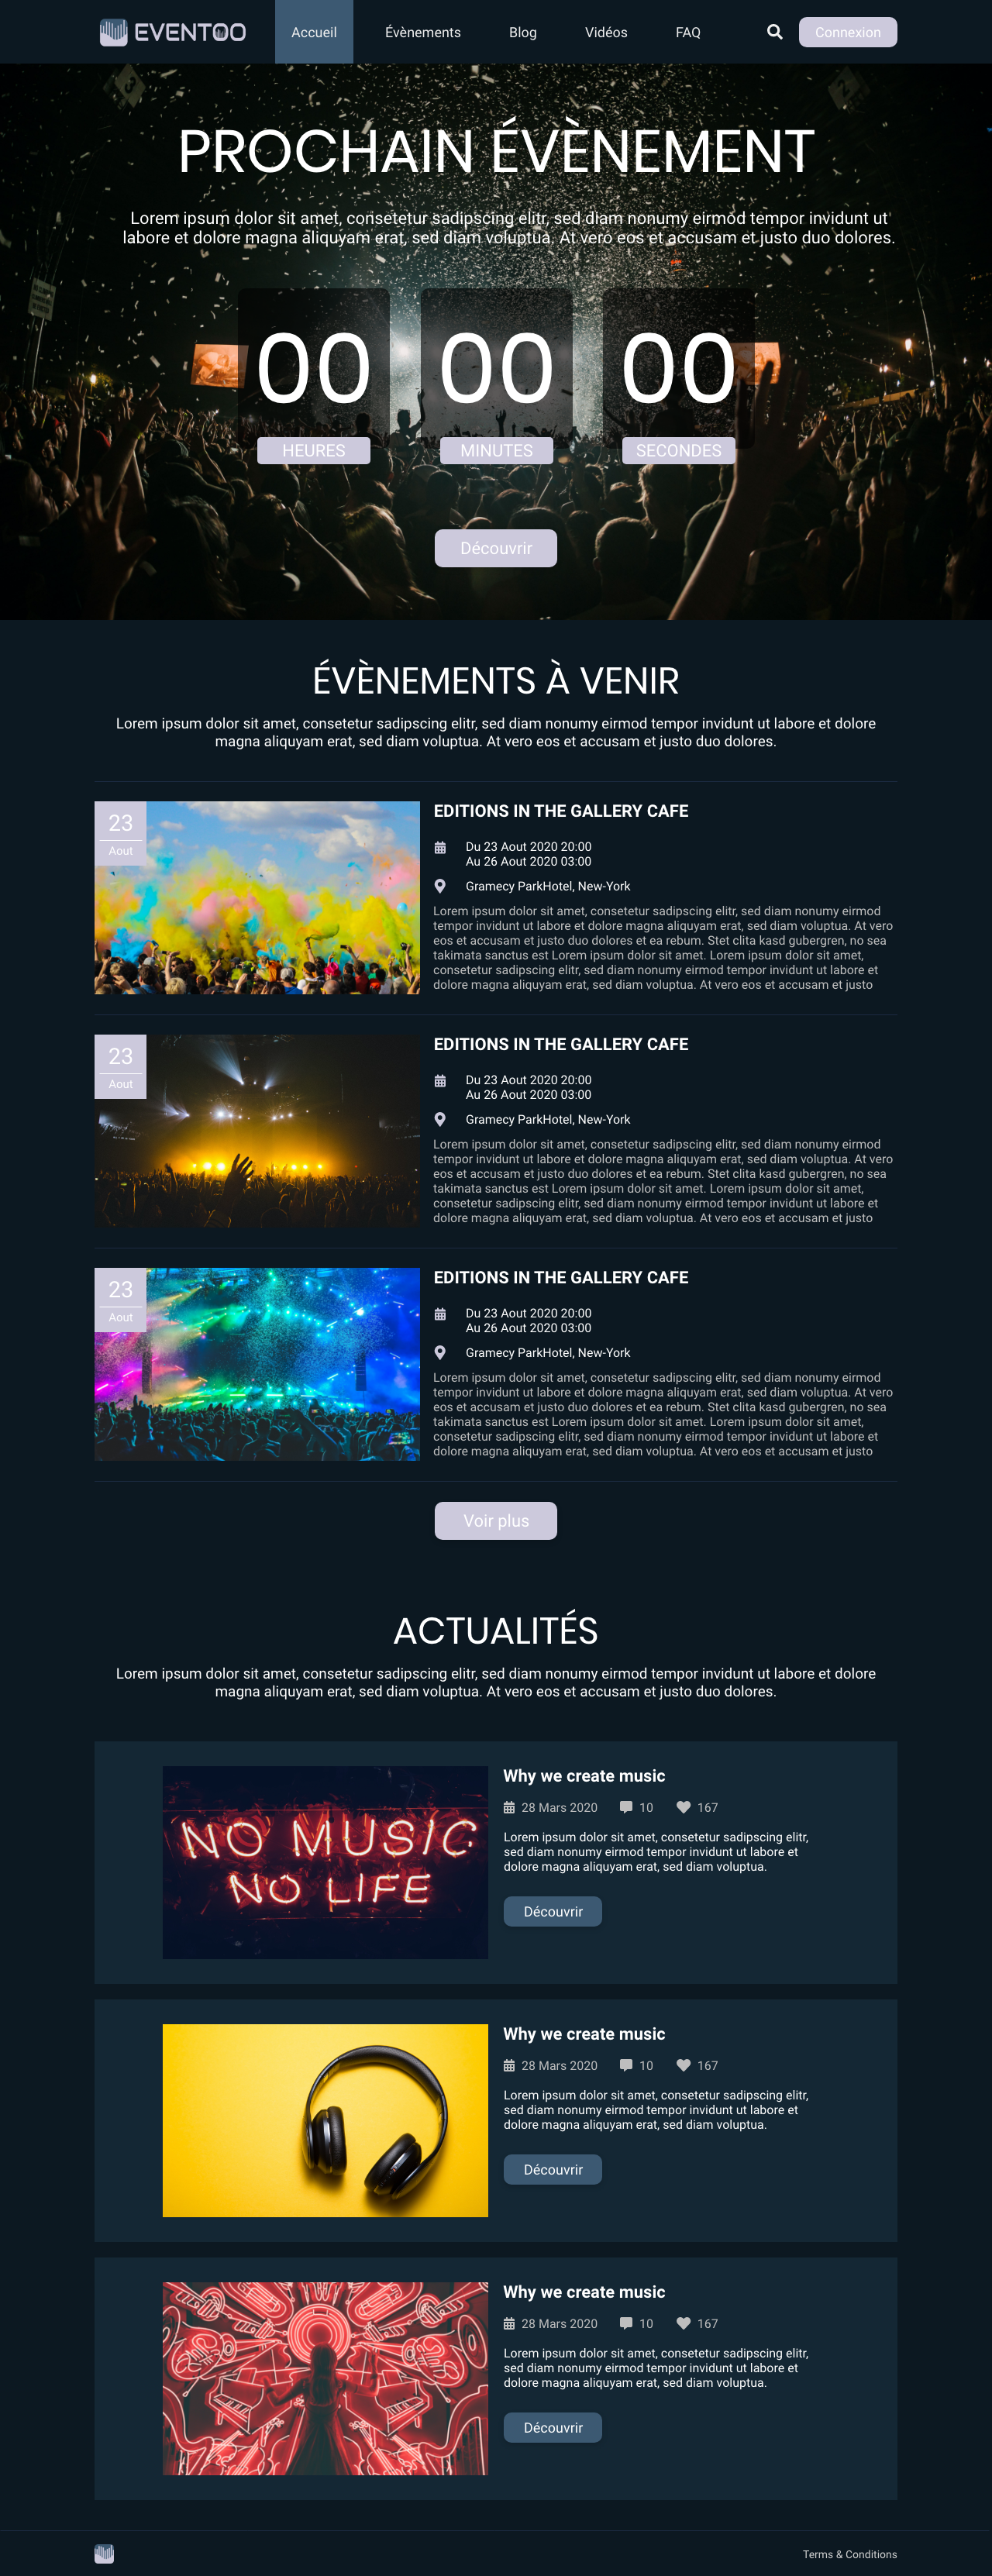 EVENTOO
Accueil
Évènements
Blog
Vidéos
FAQ
Connexion
PROCHAIN ÉVÈNEMENT
Lorem ipsum dolor sit amet, consetetur sadipscing elitr, sed diam nonumy eirmod tempor invidunt ut
labore et dolore magna aliquyam erat, sed diam voluptua. At vero eos et accusam et justo duo dolores.
00
00
00
HEURES
MINUTES
SECONDES
Découvrir
ÉVÈNEMENTS À VENIR
Lorem ipsum dolor sit amet, consetetur sadipscing elitr, sed diam nonumy eirmod tempor invidunt ut labore et dolore
magna aliquyam erat, sed diam voluptua. At vero eos et accusam et justo duo dolores.
23
Aout
EDITIONS IN THE GALLERY CAFE
Du 23 Aout 2020 20:00
Au 26 Aout 2020 03:00
Gramecy ParkHotel, New-York
Lorem ipsum dolor sit amet, consetetur sadipscing elitr, sed diam nonumy eirmod
tempor invidunt ut labore et dolore magna aliquyam erat, sed diam voluptua. At vero
eos et accusam et justo duo dolores et ea rebum. Stet clita kasd gubergren, no sea
takimata sanctus est Lorem ipsum dolor sit amet. Lorem ipsum dolor sit amet,
consetetur sadipscing elitr, sed diam nonumy eirmod tempor invidunt ut labore et
dolore magna aliquyam erat, sed diam voluptua. At vero eos et accusam et justo
23
Aout
EDITIONS IN THE GALLERY CAFE
Du 23 Aout 2020 20:00
Au 26 Aout 2020 03:00
Gramecy ParkHotel, New-York
Lorem ipsum dolor sit amet, consetetur sadipscing elitr, sed diam nonumy eirmod
tempor invidunt ut labore et dolore magna aliquyam erat, sed diam voluptua. At vero
eos et accusam et justo duo dolores et ea rebum. Stet clita kasd gubergren, no sea
takimata sanctus est Lorem ipsum dolor sit amet. Lorem ipsum dolor sit amet,
consetetur sadipscing elitr, sed diam nonumy eirmod tempor invidunt ut labore et
dolore magna aliquyam erat, sed diam voluptua. At vero eos et accusam et justo
23
Aout
EDITIONS IN THE GALLERY CAFE
Du 23 Aout 2020 20:00
Au 26 Aout 2020 03:00
Gramecy ParkHotel, New-York
Lorem ipsum dolor sit amet, consetetur sadipscing elitr, sed diam nonumy eirmod
tempor invidunt ut labore et dolore magna aliquyam erat, sed diam voluptua. At vero
eos et accusam et justo duo dolores et ea rebum. Stet clita kasd gubergren, no sea
takimata sanctus est Lorem ipsum dolor sit amet. Lorem ipsum dolor sit amet,
consetetur sadipscing elitr, sed diam nonumy eirmod tempor invidunt ut labore et
dolore magna aliquyam erat, sed diam voluptua. At vero eos et accusam et justo
Voir plus
ACTUALITÉS
Lorem ipsum dolor sit amet, consetetur sadipscing elitr, sed diam nonumy eirmod tempor invidunt ut labore et dolore
magna aliquyam erat, sed diam voluptua. At vero eos et accusam et justo duo dolores.
NO MUSIC
NO LIFE
Why we create music
28 Mars 2020 10 167
Lorem ipsum dolor sit amet, consetetur sadipscing elitr,
sed diam nonumy eirmod tempor invidunt ut labore et
dolore magna aliquyam erat, sed diam voluptua.
Découvrir
Why we create music
28 Mars 2020 10 167
Lorem ipsum dolor sit amet, consetetur sadipscing elitr,
sed diam nonumy eirmod tempor invidunt ut labore et
dolore magna aliquyam erat, sed diam voluptua.
Découvrir
Why we create music
28 Mars 2020 10 167
Lorem ipsum dolor sit amet, consetetur sadipscing elitr,
sed diam nonumy eirmod tempor invidunt ut labore et
dolore magna aliquyam erat, sed diam voluptua.
Découvrir
Terms & Conditions